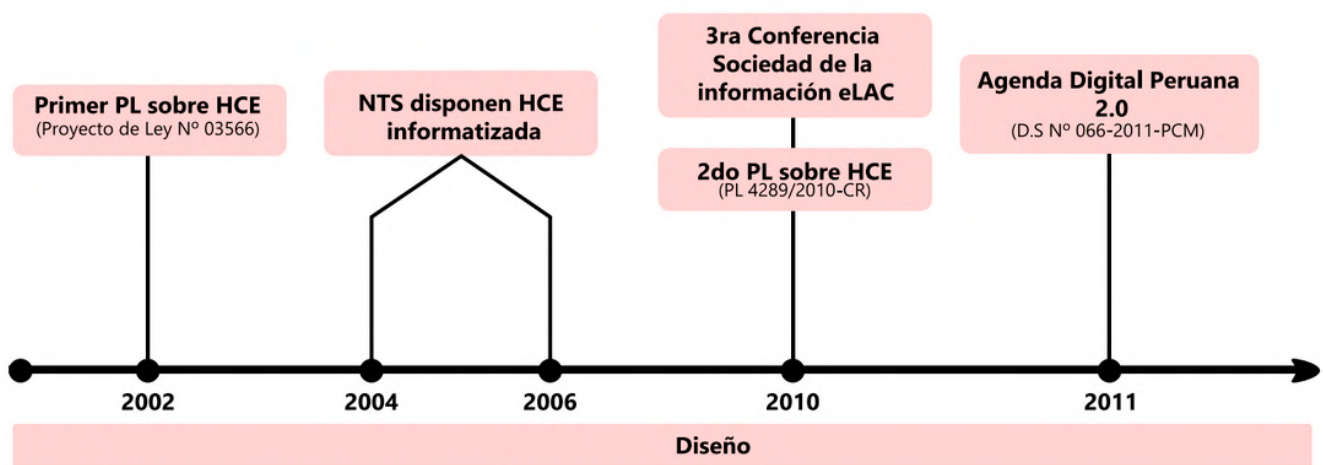 Primer PL sobre HCE
(Proyecto de Ley Nº 03566)
NTS disponen HCE
informatizada
3ra Conferencia
Sociedad de la
información eLAC
2do PL sobre HCE
(PL 4289/2010-CR)
Agenda Digital Peruana
2.0
(D.S Nº 066-2011-PCM)
2002
2004
2006
2010
2011
Diseño